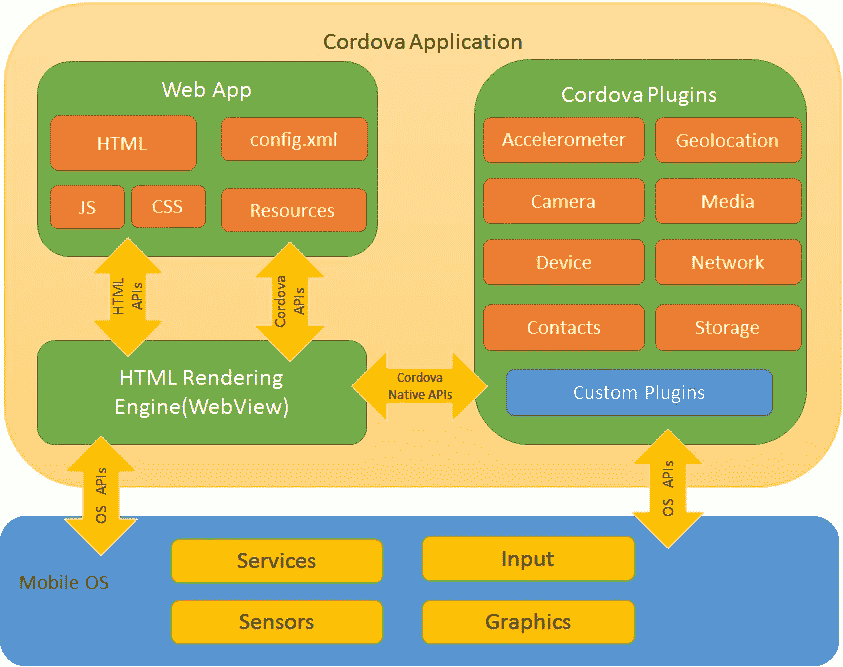 Cordova Application
Web App
HTML
config.xml
JS
CSS
Resources
HTML
APIs
Cordova
APIs
HTML Rendering
Engine(WebView)
Cordova
Native APIs
Cordova Plugins
Accelerometer
Geolocation
Camera
Media
Device
Network
Contacts
Storage
Custom Plugins
OS APIs
OS APIs
Mobile OS
Services
Input
Sensors
Graphics